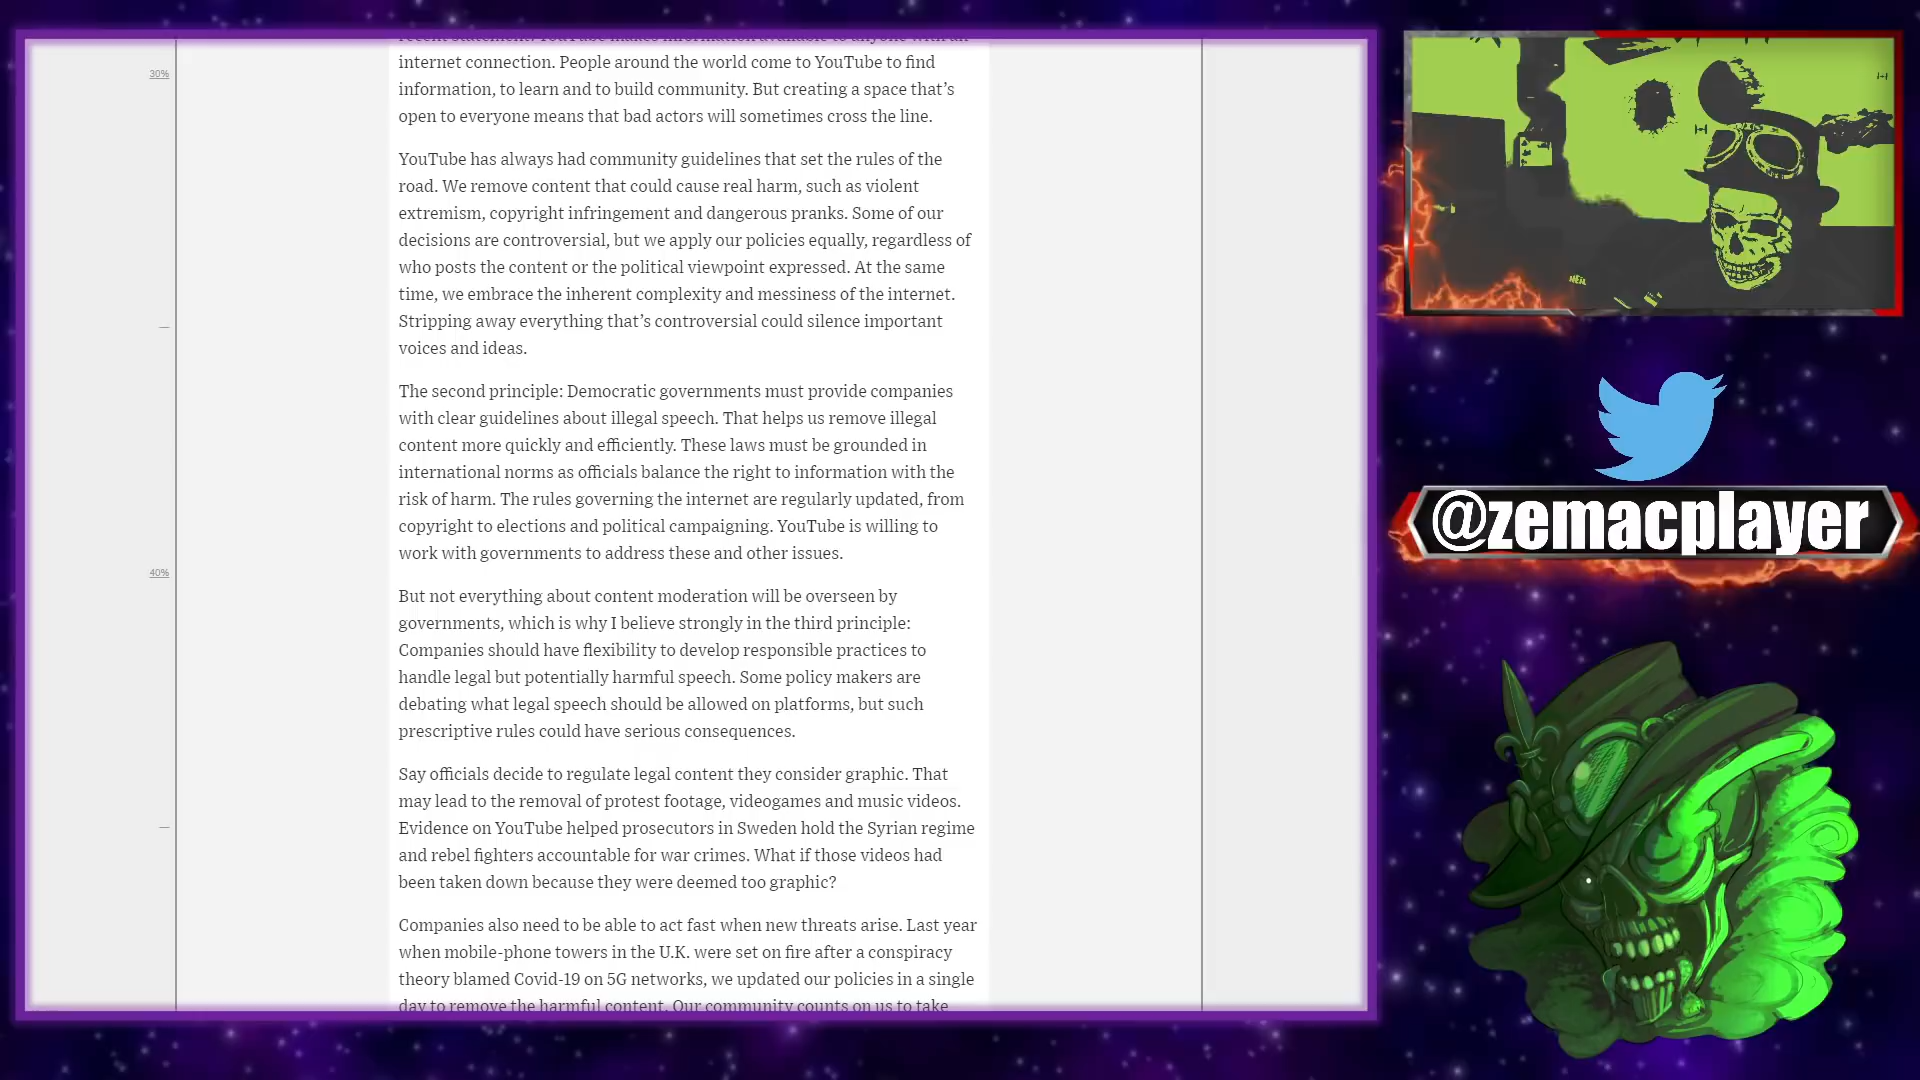 recent statement. YouTube makes information available to anyone with an
internet connection. People around the world come to YouTube to find
information, to learn and to build community. But creating a space that’s
open to everyone means that bad actors will sometimes cross the line.
YouTube has always had community guidelines that set the rules of the
road. We remove content that could cause real harm, such as violent
extremism, copyright infringement and dangerous pranks. Some of our
decisions are controversial, but we apply our policies equally, regardless of
who posts the content or the political viewpoint expressed. At the same
time, we embrace the inherent complexity and messiness of the internet.
Stripping away everything that’s controversial could silence important
voices and ideas.
The second principle: Democratic governments must provide companies
with clear guidelines about illegal speech. That helps us remove illegal
content more quickly and efficiently. These laws must be grounded in
international norms as officials balance the right to information with the
risk of harm. The rules governing the internet are regularly updated, from
copyright to elections and political campaigning. YouTube is willing to
work with governments to address these and other issues.
But not everything about content moderation will be overseen by
governments, which is why I believe strongly in the third principle:
Companies should have flexibility to develop responsible practices to
handle legal but potentially harmful speech. Some policy makers are
debating what legal speech should be allowed on platforms, but such
prescriptive rules could have serious consequences.
Say officials decide to regulate legal content they consider graphic. That
may lead to the removal of protest footage, videogames and music videos.
Evidence on YouTube helped prosecutors in Sweden hold the Syrian regime
and rebel fighters accountable for war crimes. What if those videos had
been taken down because they were deemed too graphic?
Companies also need to be able to act fast when new threats arise. Last year
when mobile-phone towers in the U.K. were set on fire after a conspiracy
theory blamed Covid-19 on 5G networks, we updated our policies in a single
day to remove the harmful content. Our community counts on us to take
30%
40%
@zemacplayer